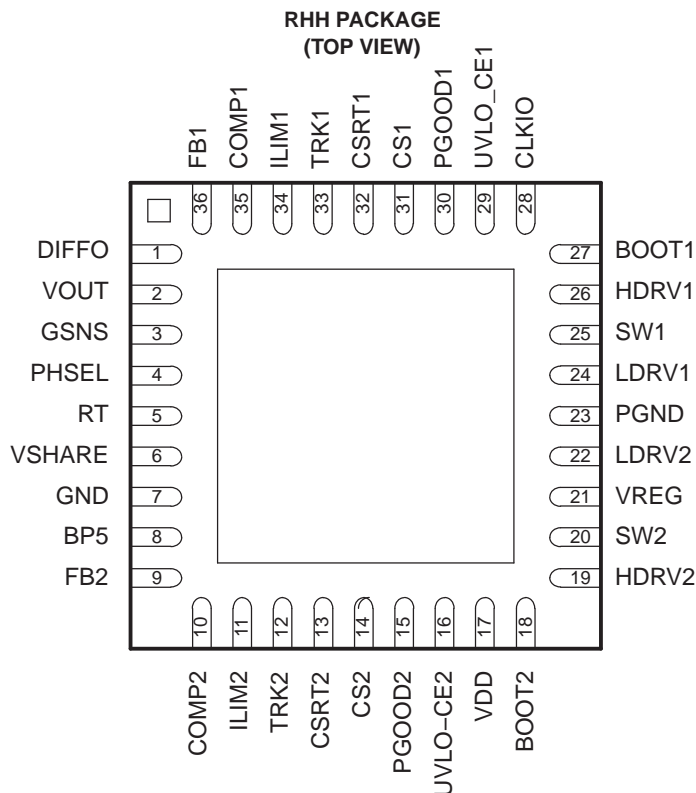 RHH PACKAGE
(TOP VIEW)
FB1
COMP1
ILIM1
TRK1
CSRT1
CS1
PGOOD1
UVLO_CE1
CLKIO
36
35
34
33
32
31
30
29
28
DIFFO 1
VOUT 2
GSNS 3
PHSEL 4
RT 5
VSHARE 6
GND 7
BP5 8
FB2 9
27 BOOT1
26 HDRV1
25 SW1
24 LDRV1
23 PGND
22 LDRV2
21 VREG
20 SW2
19 HDRV2
10
11
12
13
14
15
16
17
18
COMP2
ILIM2
TRK2
CSRT2
CS2
PGOOD2
UVLO−CE2
VDD
BOOT2